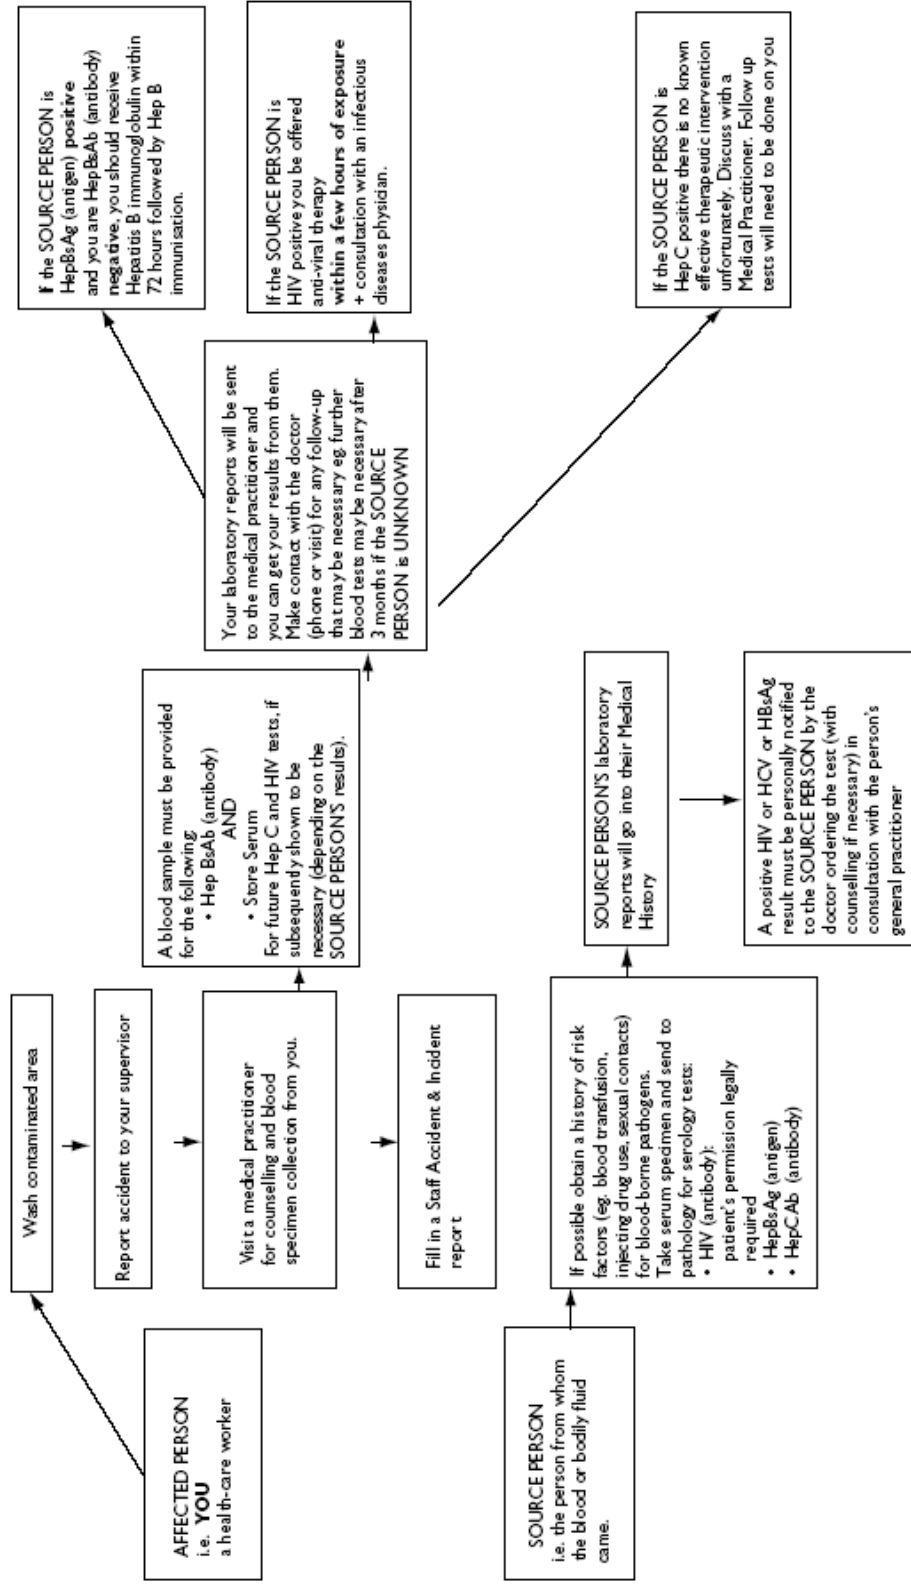 AFFECTED PERSON
i.e. YOU
a health-care worker
Wash contaminated area
Report accident to your supervisor
Visit a medical practitioner
for counselling and blood
specimen collection from you.
Fill in a Staff Accident & Incident
report
A blood sample must be provided
for the following:
• Hep BsAb (antibody)
AND
• Store Serum
For future Hep C and HIV tests, if
subsequently shown to be
necessary (depending on the
SOURCE PERSON'S results).
Your laboratory reports will be sent
to the medical practitioner and
you can get your results from them.
Make contact with the doctor
(phone or visit) for any follow-up
that may be necessary eg. further
blood tests may be necessary after
3 months if the SOURCE
PERSON is UNKNOWN
If the SOURCE PERSON is
HepBsAg (antigen) positive
and you are HepBsAb (antibody)
negative, you should receive
Hepatitis B immunoglobulin within
72 hours followed by Hep B
immunisation.
If the SOURCE PERSON is
HIV positive you be offered
anti-viral therapy
within a few hours of exposure
+ consultation with an infectious
diseases physician.
If the SOURCE PERSON is
HepC positive there is no known
effective therapeutic intervention
unfortunately. Discuss with a
Medical Practitioner. Follow up
tests will need to be done on you
SOURCE PERSON
i.e. the person from whom
the blood or bodily fluid
came.
If possible obtain a history of risk
factors (eg. blood transfusion,
injecting drug use, sexual contacts)
for blood-borne pathogens.
Take serum specimen and send to
pathology for serology tests:
• HIV (antibody):
patient's permission legally
required
• HepBsAg (antigen)
• HepCAb (antibody)
SOURCE PERSON'S laboratory
reports will go into their Medical
History
A positive HIV or HCV or HBsAg
result must be personally notified
to the SOURCE PERSON by the
doctor ordering the test (with
counselling if necessary) in
consultation with the person's
general practitioner